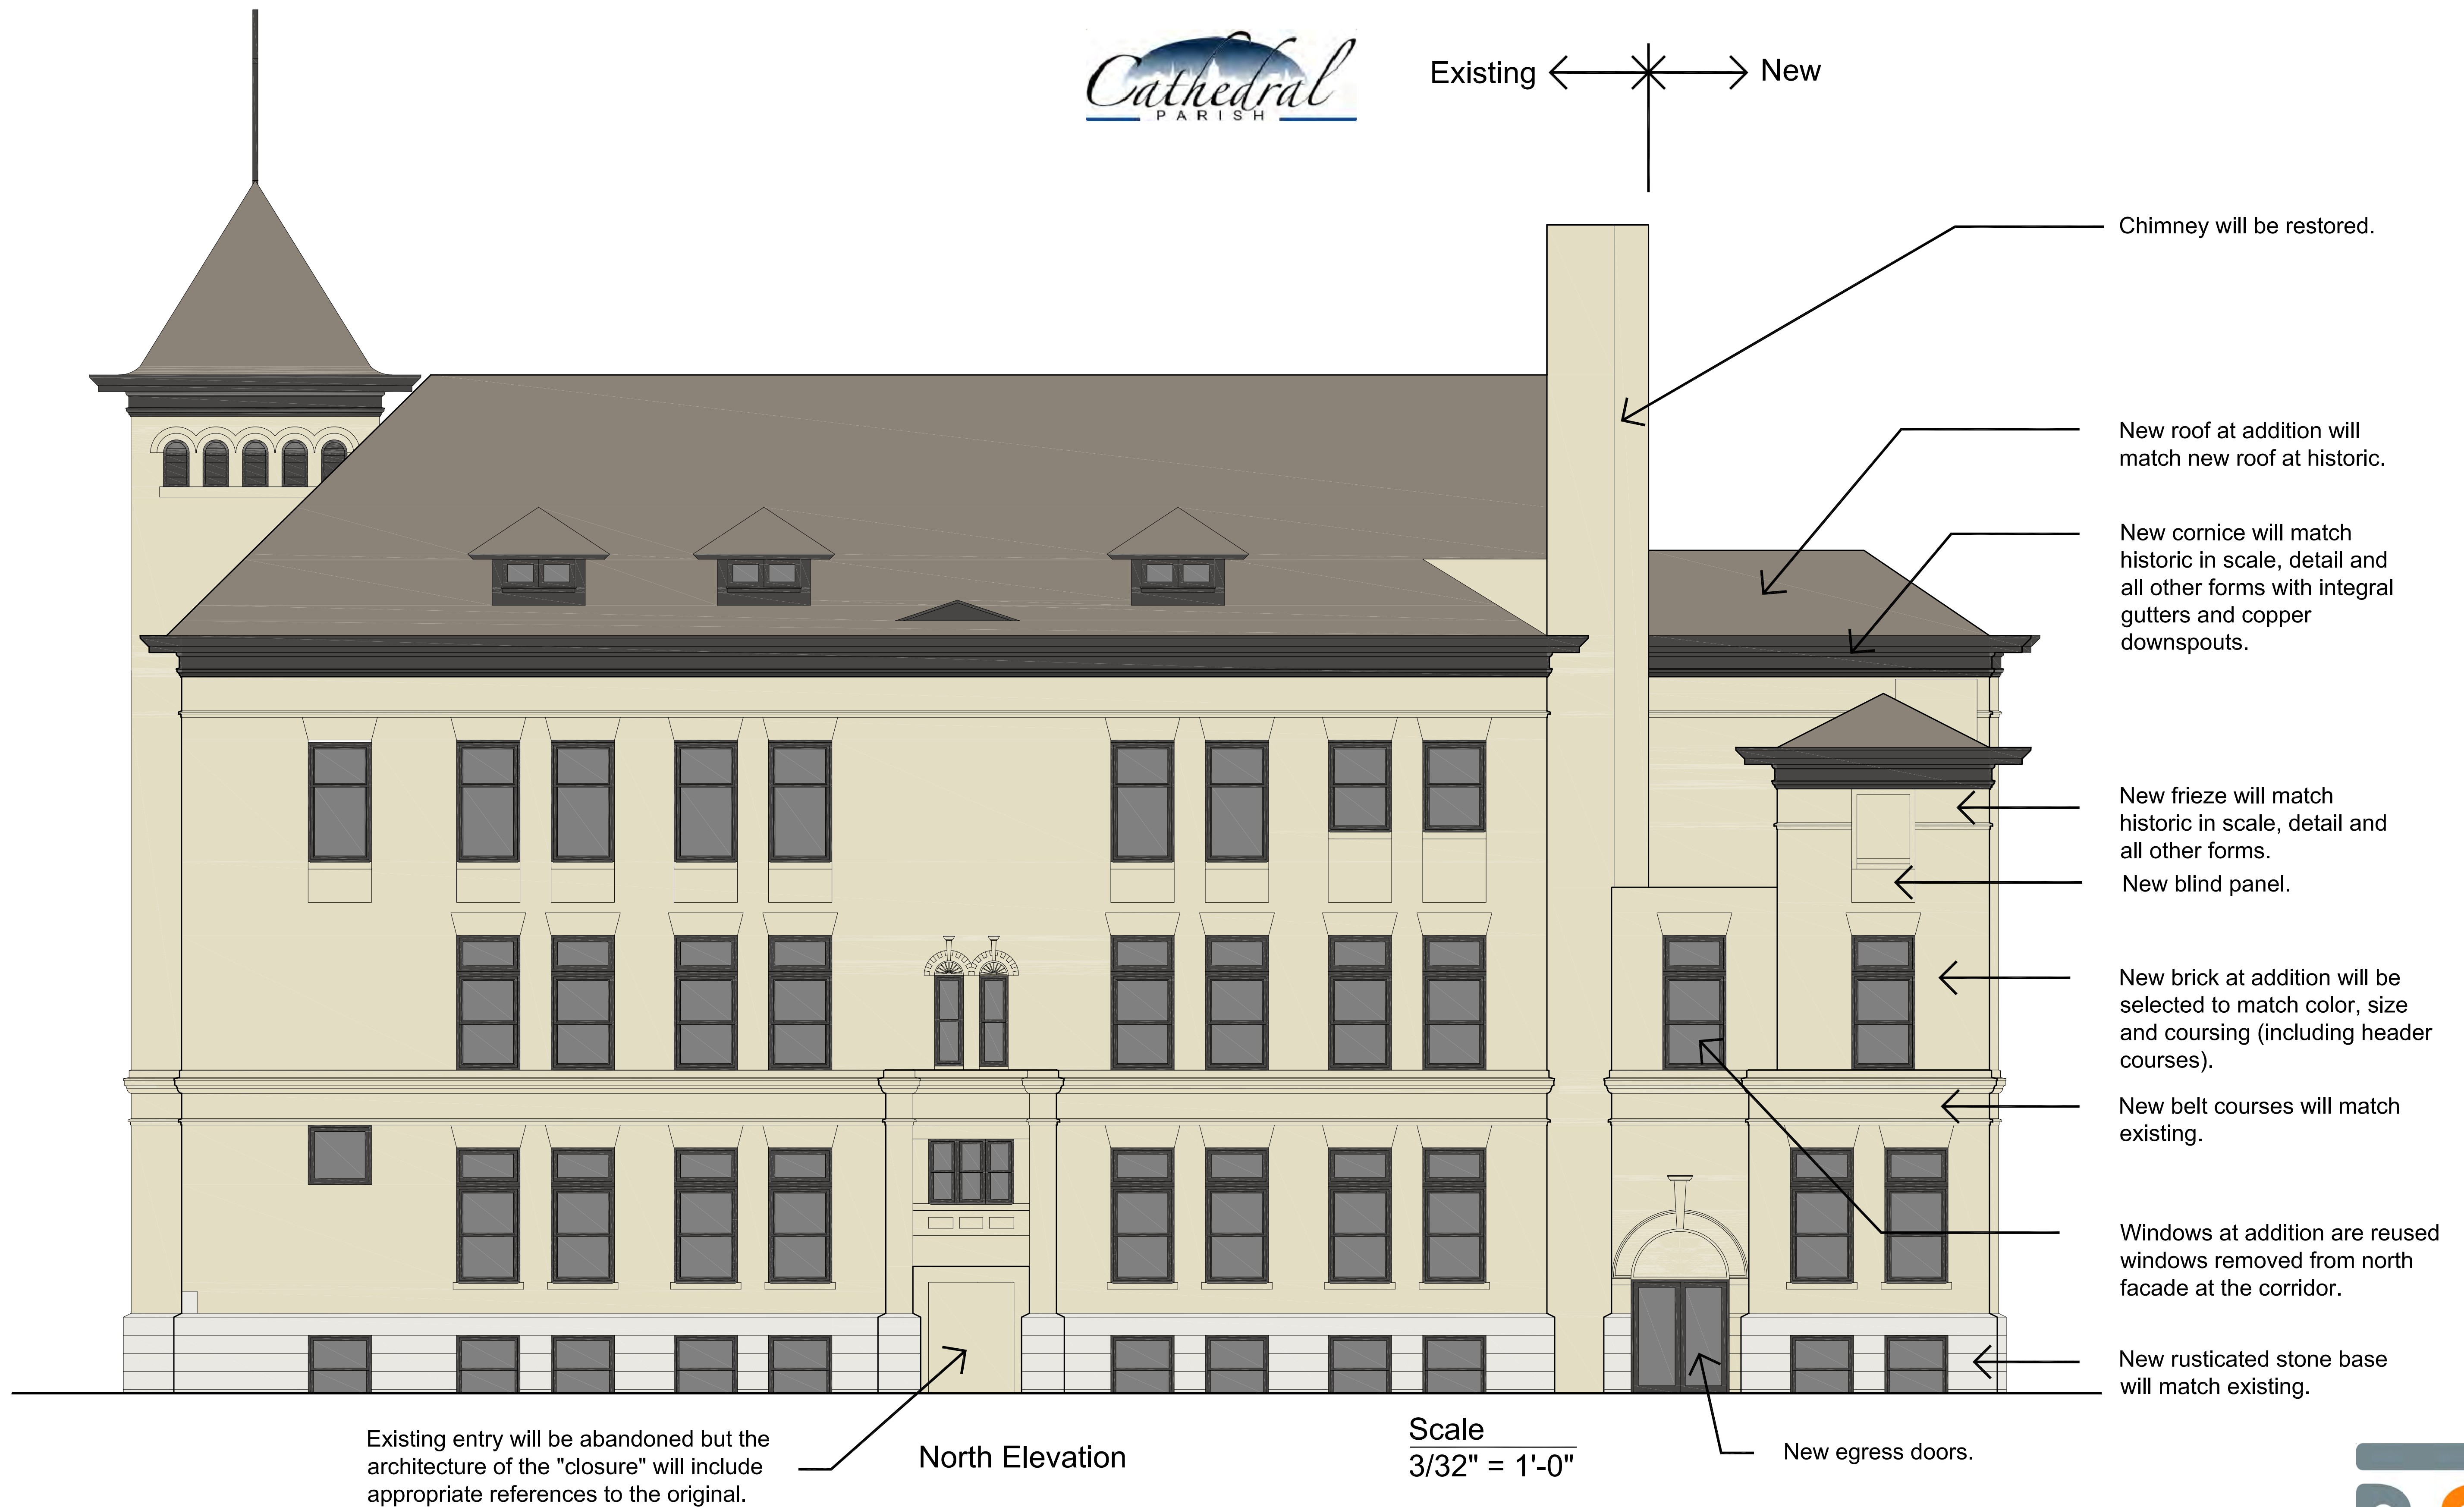 Cathedral
PARISH
Existing
New
Chimney will be restored.
New roof at addition will
match new roof at historic.
New cornice will match
historic in scale, detail and
all other forms with integral
gutters and copper
downspouts.
New frieze will match
historic in scale, detail and
all other forms.
New blind panel.
New brick at addition will be
selected to match color, size
and coursing (including header
courses).
New belt courses will match
existing.
Windows at addition are reused
windows removed from north
facade at the corridor.
New rusticated stone base
will match existing.
New egress doors.
Scale
3/32" = 1'-0"
North Elevation
Existing entry will be abandoned but the
architecture of the "closure" will include
appropriate references to the original.